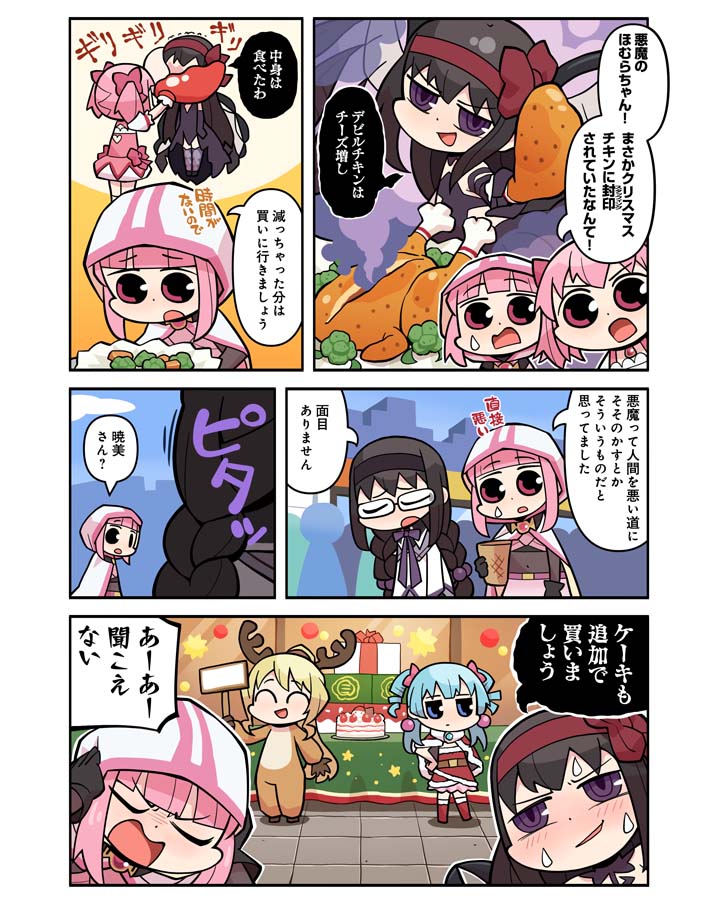 悪魔の
ほむらちゃん!
まさかクリスマス
チキンに封印
されていたなんて!
デビルチキンは
チーズ増し
ギリギリギリ
中身は
食べたわ
時間が
ないので
減っちゃった分は
買いに行きましょう
悪魔って人間を悪い道に
そそのかすとか
そういうものだと
思ってました
直接
悪い
面目
ありません
ピタッ
暁美
さん?
ケーキも
追加で
買いま
しょう
あーあー
聞こえ
ない